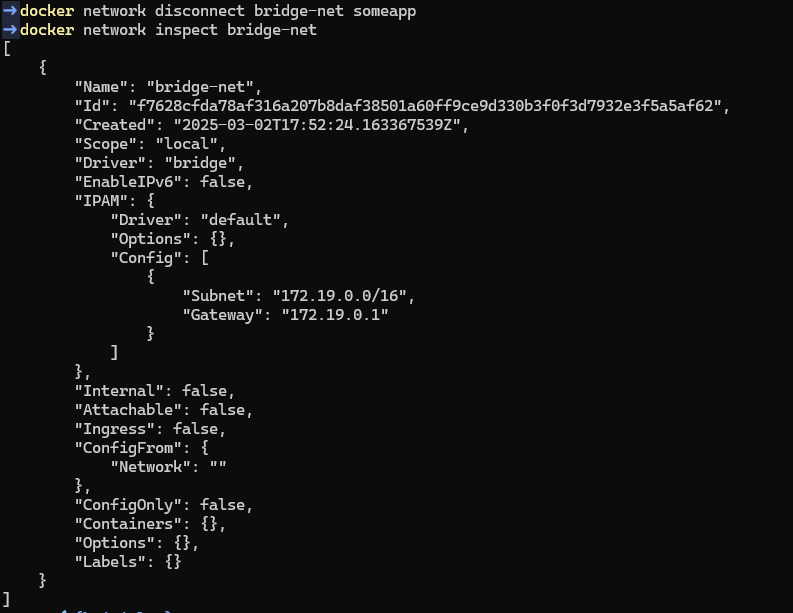 →docker network disconnect bridge-net someapp
→docker network inspect bridge-net
[
    {
        "Name": "bridge-net",
        "Id": "f7628cfda78af316a207b8daf38501a60ff9ce9d330b3f0f3d7932e3f5a5af62",
        "Created": "2025-03-02T17:52:24.163367539Z",
        "Scope": "local",
        "Driver": "bridge",
        "EnableIPv6": false,
        "IPAM": {
            "Driver": "default",
            "Options": {},
            "Config": [
                {
                    "Subnet": "172.19.0.0/16",
                    "Gateway": "172.19.0.1"
                }
            ]
        },
        "Internal": false,
        "Attachable": false,
        "Ingress": false,
        "ConfigFrom": {
            "Network": ""
        },
        "ConfigOnly": false,
        "Containers": {},
        "Options": {},
        "Labels": {}
    }
]